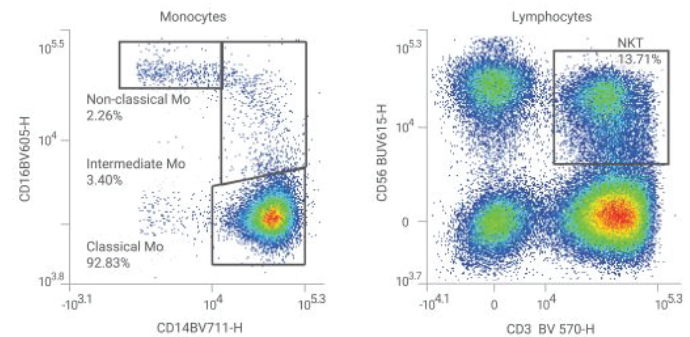 Monocytes
10^5.5
Non-classical Mo
2.26%
10^4
Intermediate Mo
3.40%
Classical Mo
92.83%
10^3.8
CD16BV605-H
-10^3.1
10^4
10^5.3
CD14BV711-H
Lymphocytes
10^5.3
NKT
13.71%
10^4
0
10^3.7
CD56 BUV615-H
-10^4.1
0
10^4
10^5.3
CD3 BV 570-H